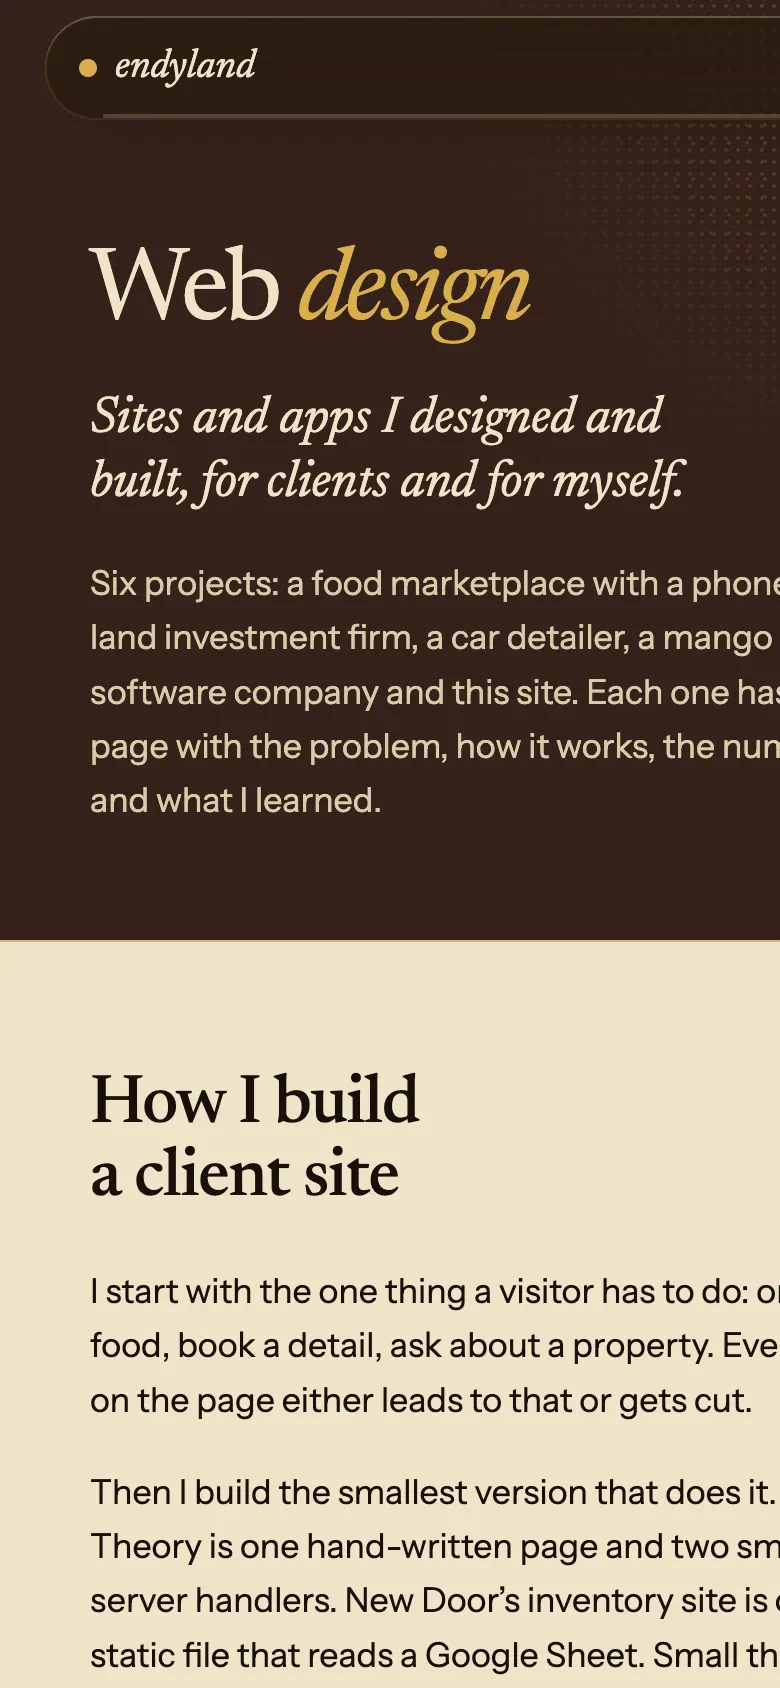 endyland
Web design
Sites and apps I designed and
built, for clients and for myself.
Six projects: a food marketplace with a phone
land investment firm, a car detailer, a mango
software company and this site. Each one has
page with the problem, how it works, the num
and what I learned.
How I build
a client site
I start with the one thing a visitor has to do: or
food, book a detail, ask about a property. Eve
on the page either leads to that or gets cut.
Then I build the smallest version that does it.
Theory is one hand-written page and two sm
server handlers. New Door’s inventory site is
static file that reads a Google Sheet. Small th